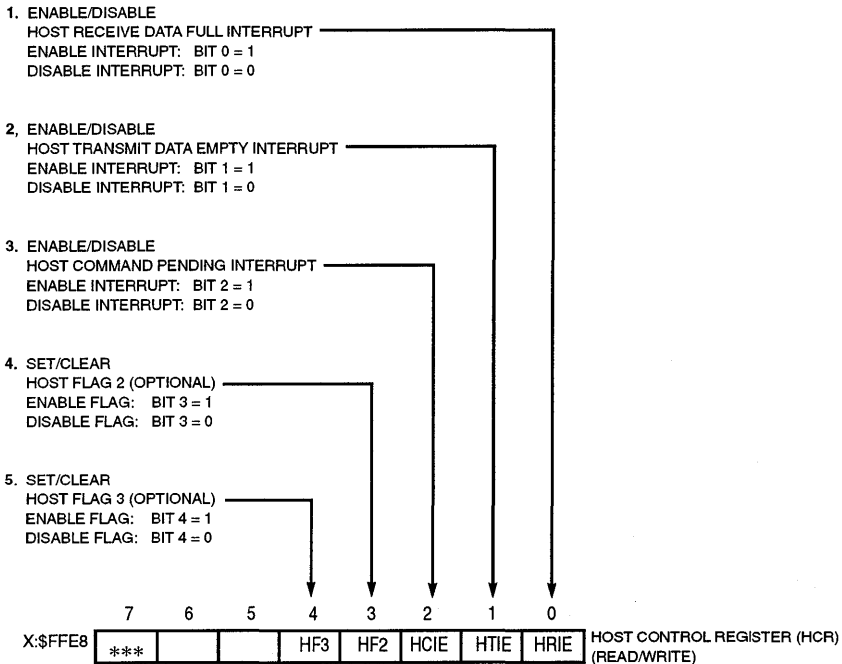 1. ENABLE/DISABLE
HOST RECEIVE DATA FULL INTERRUPT
ENABLE INTERRUPT: BIT 0 = 1
DISABLE INTERRUPT: BIT 0 = 0
2, ENABLE/DISABLE
HOST TRANSMIT DATA EMPTY INTERRUPT
ENABLE INTERRUPT: BIT 1 = 1
DISABLE INTERRUPT: BIT 1 = 0
3. ENABLE/DISABLE
HOST COMMAND PENDING INTERRUPT
ENABLE INTERRUPT: BIT 2 = 1
DISABLE INTERRUPT: BIT 2 = 0
4. SET/CLEAR
HOST FLAG 2 (OPTIONAL)
ENABLE FLAG: BIT 3 = 1
DISABLE FLAG: BIT 3 = 0
5. SET/CLEAR
HOST FLAG 3 (OPTIONAL)
ENABLE FLAG: BIT 4 = 1
DISABLE FLAG: BIT 4 = 0
7 6 5 4 3 2 1 0
X:$FFE8 *** HF3 HF2 HCIE HTIE HRIE HOST CONTROL REGISTER (HCR)
(READ/WRITE)